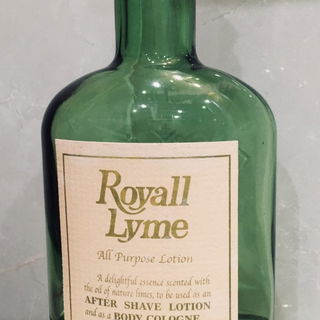 Royall
Lyme
All Purpose Lotion
A delightful essence scented with
the oil of nature limes, to be used as an
AFTER SHAVE LOTION
and as a BODY COLOGNE